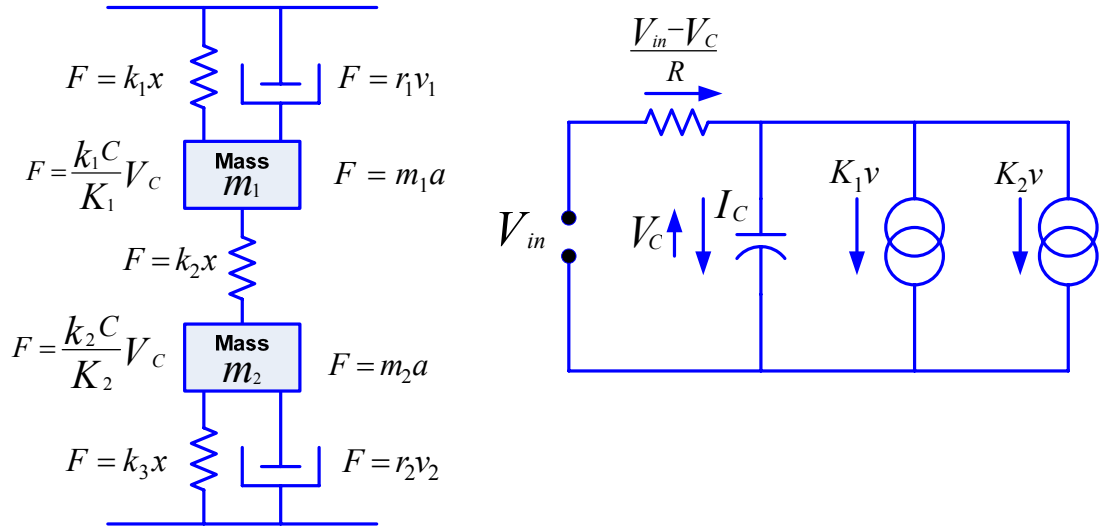 F = k₁x
F = r₁v₁
F = k₁C/K₁ V_C
Mass
m₁
F = m₁a
F = k₂x
F = k₂C/K₂ V_C
Mass
m₂
F = m₂a
F = k₃x
F = r₂v₂
V_in − V_C / R
V_in
V_C
I_C
K₁v
K₂v